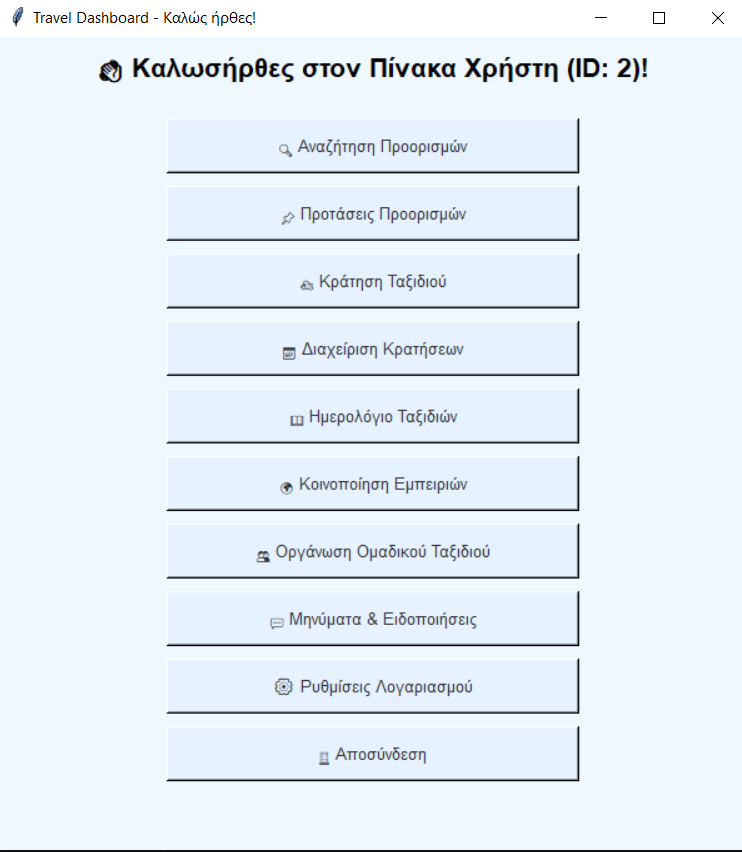 Travel Dashboard - Καλώς ήρθες!
👋 Καλωσήρθες στον Πίνακα Χρήστη (ID: 2)!
🔍 Αναζήτηση Προορισμών
📌 Προτάσεις Προορισμών
Κράτηση Ταξιδιού
Διαχείριση Κρατήσεων
📖 Ημερολόγιο Ταξιδιών
🌍 Κοινοποίηση Εμπειριών
👥 Οργάνωση Ομαδικού Ταξιδιού
💬 Μηνύματα & Ειδοποιήσεις
⚙ Ρυθμίσεις Λογαριασμού
🚪 Αποσύνδεση